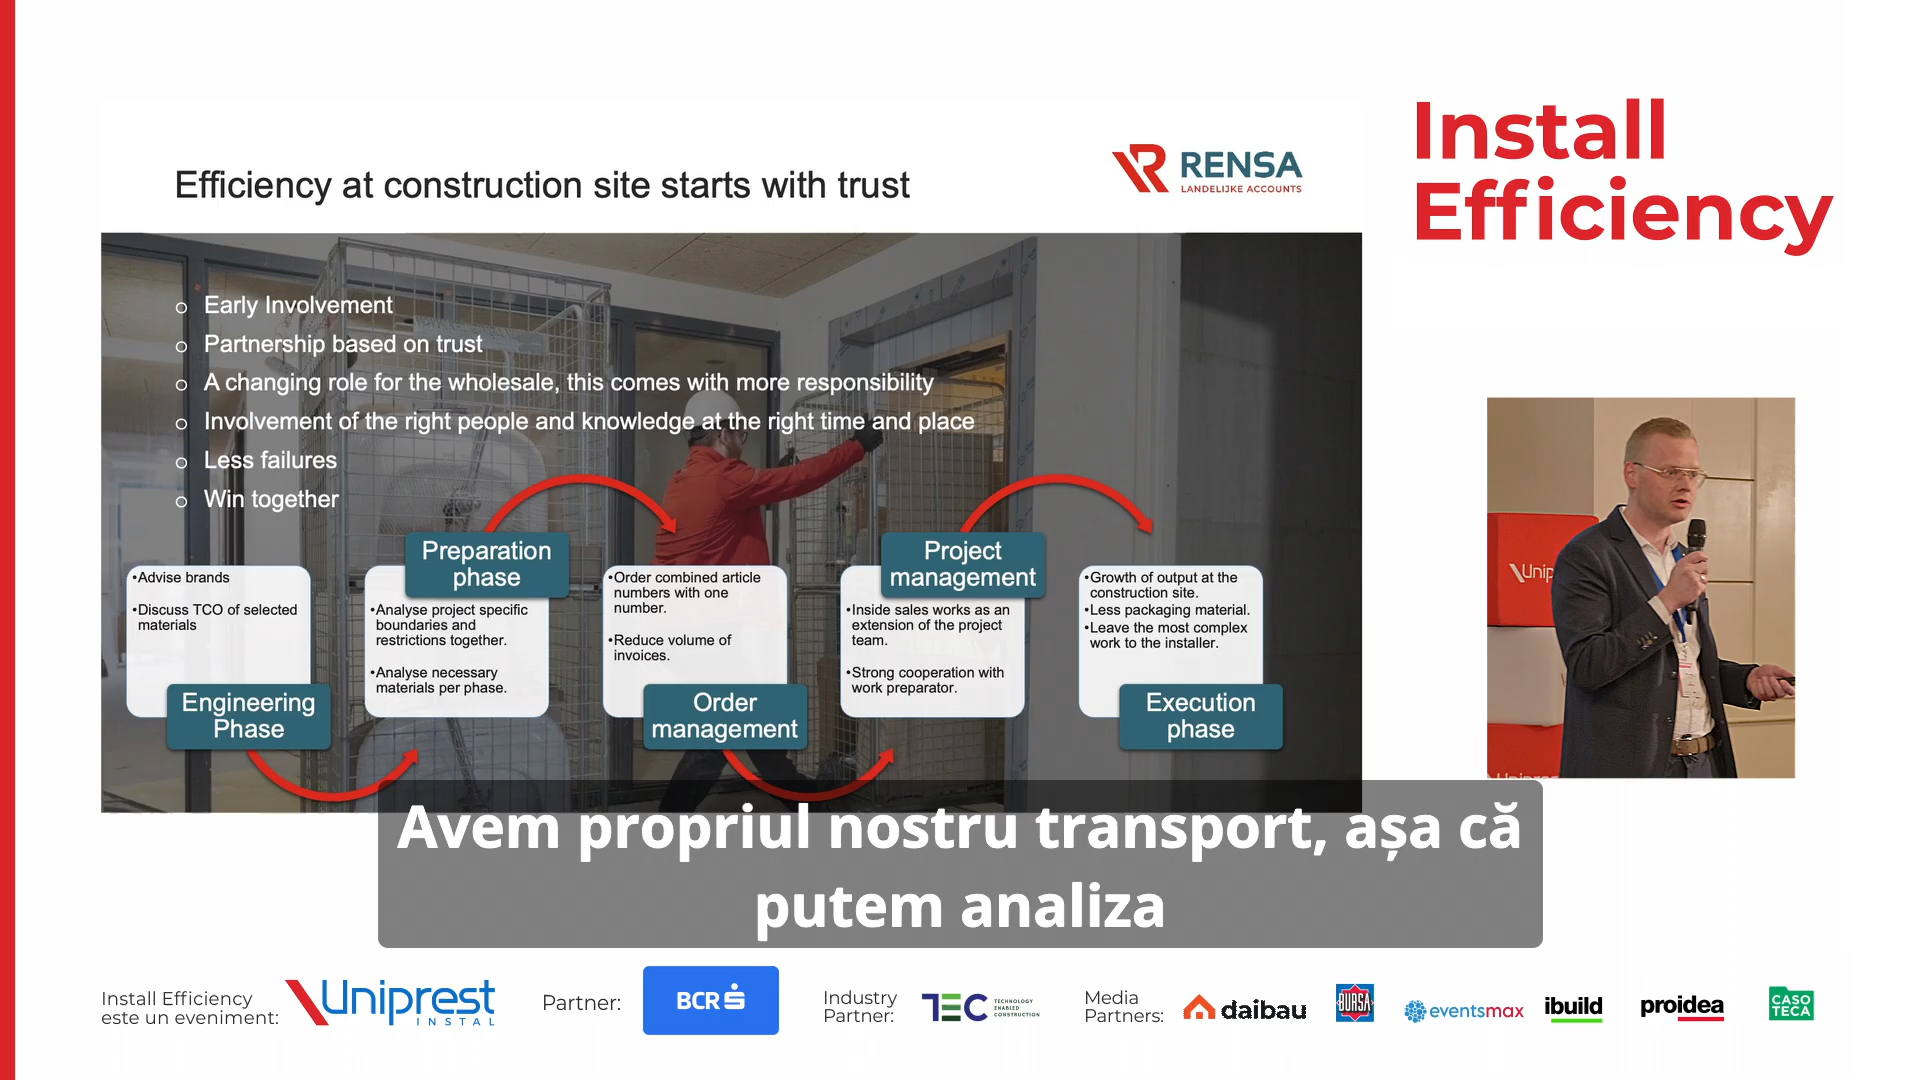 Install
Efficiency
Efficiency at construction site starts with trust
RENSA
LANDELIJKE ACCOUNTS
o Early Involvement
o Partnership based on trust
o A changing role for the wholesale, this comes with more responsibility
o Involvement of the right people and knowledge at the right time and place
o Less failures
o Win together
•Advise brands
•Discuss TCO of selected
materials
Engineering
Phase
Preparation
phase
•Analyse project specific
boundaries and
restrictions together.
•Analyse necessary
materials per phase.
•Order combined article
numbers with one
number.
•Reduce volume of
invoices.
Order
management
Project
management
•Inside sales works as an
extension of the project
team.
•Strong cooperation with
work preparator.
•Growth of output at the
construction site.
•Less packaging material.
•Leave the most complex
work to the installer.
Execution
phase
Unip
Uniprest
Avem propriul nostru transport, așa că
putem analiza
Install Efficiency
este un eveniment:
Uniprest
INSTAL
Partner:
BCR
Industry
Partner:
TEC
TECHNOLOGY
ENABLED
CONSTRUCTION
Media
Partners:
daibau
BURSA
eventsmax
ibuild
proidea
CASO
TECA